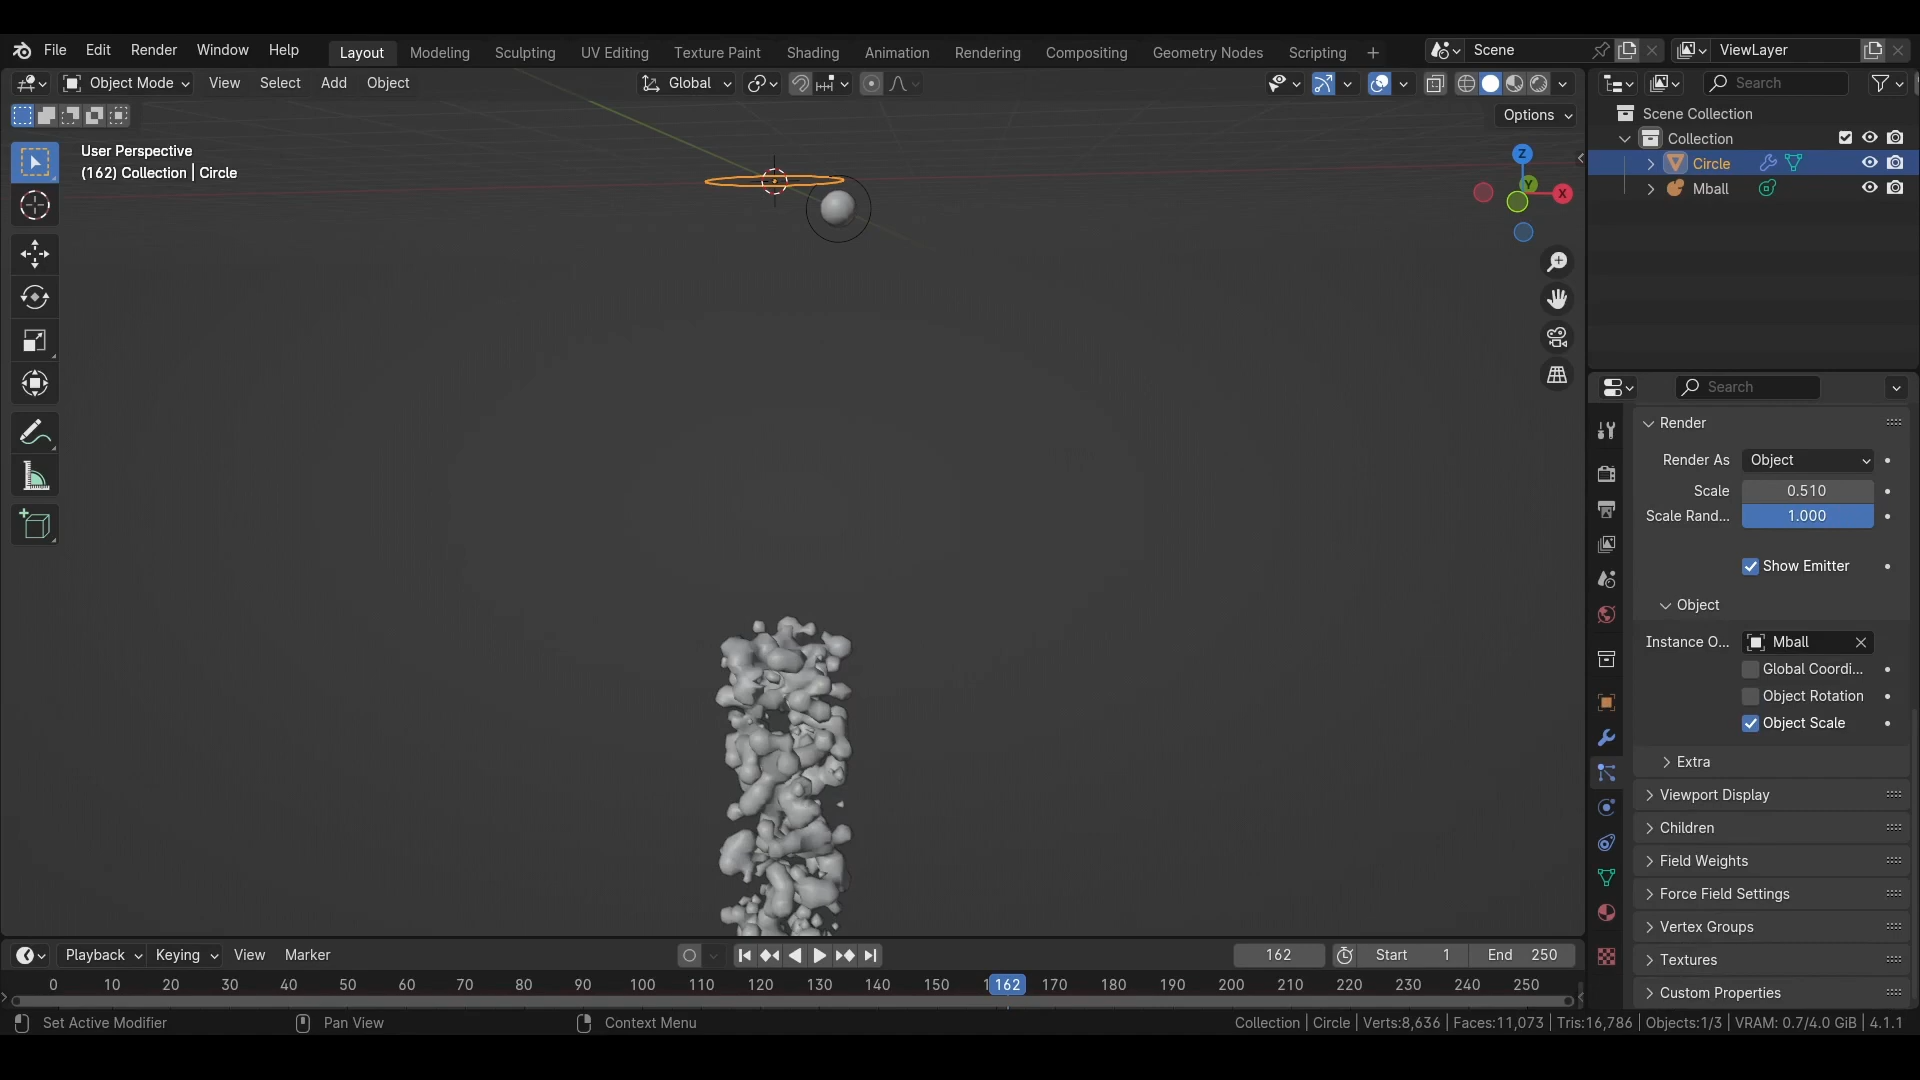 File Edit Render Window Help Layout Modeling Sculpting UV Editing Texture Paint Shading Animation Rendering Compositing Geometry Nodes Scripting + Scene ViewLayer
Object Mode View Select Add Object Global Search
Options
User Perspective
(162) Collection | Circle
Scene Collection
Collection
Circle
Mball
Z
Y
X
Search
Render
Render As Object
Scale 0.510
Scale Rand... 1.000
Show Emitter
Object
Instance O... Mball
Global Coordi...
Object Rotation
Object Scale
Extra
Viewport Display
Children
Field Weights
Force Field Settings
Vertex Groups
Textures
Custom Properties
Playback Keying View Marker 162 Start 1 End 250
0 10 20 30 40 50 60 70 80 90 100 110 120 130 140 150 162 170 180 190 200 210 220 230 240 250
Set Active Modifier Pan View Context Menu Collection | Circle | Verts:8,636 | Faces:11,073 | Tris:16,786 | Objects:1/3 | VRAM: 0.7/4.0 GiB | 4.1.1